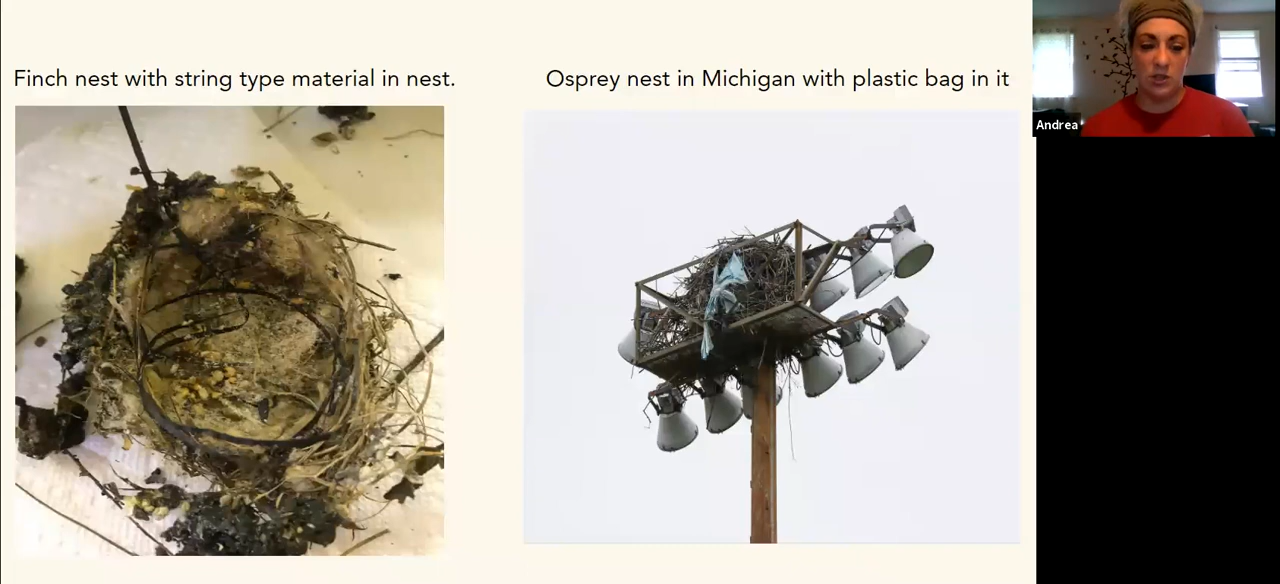 Finch nest with string type material in nest.
Osprey nest in Michigan with plastic bag in it
Andrea